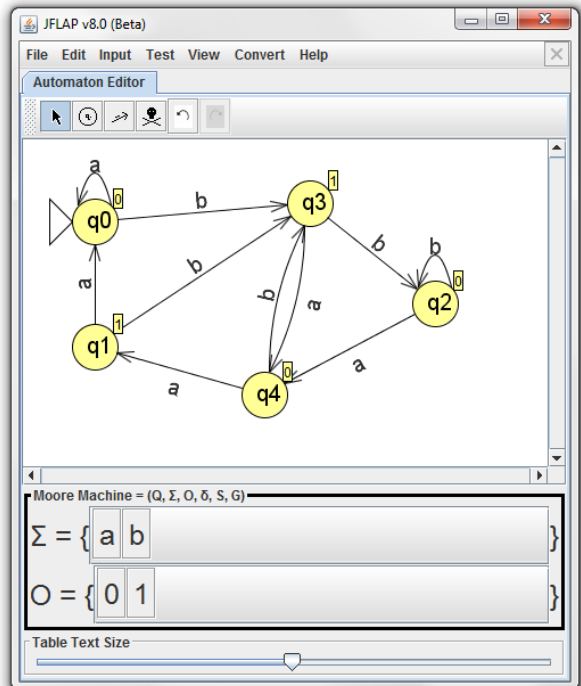 JFLAP v8.0 (Beta)
File Edit Input Test View Convert Help
Automaton Editor
a
q0 0
b
q3 1
b
b
q2 0
a
b
b
a
q1 1
a
a
q4 0
Moore Machine = (Q, Σ, O, δ, S, G)
Σ = { a b }
O = { 0 1 }
Table Text Size